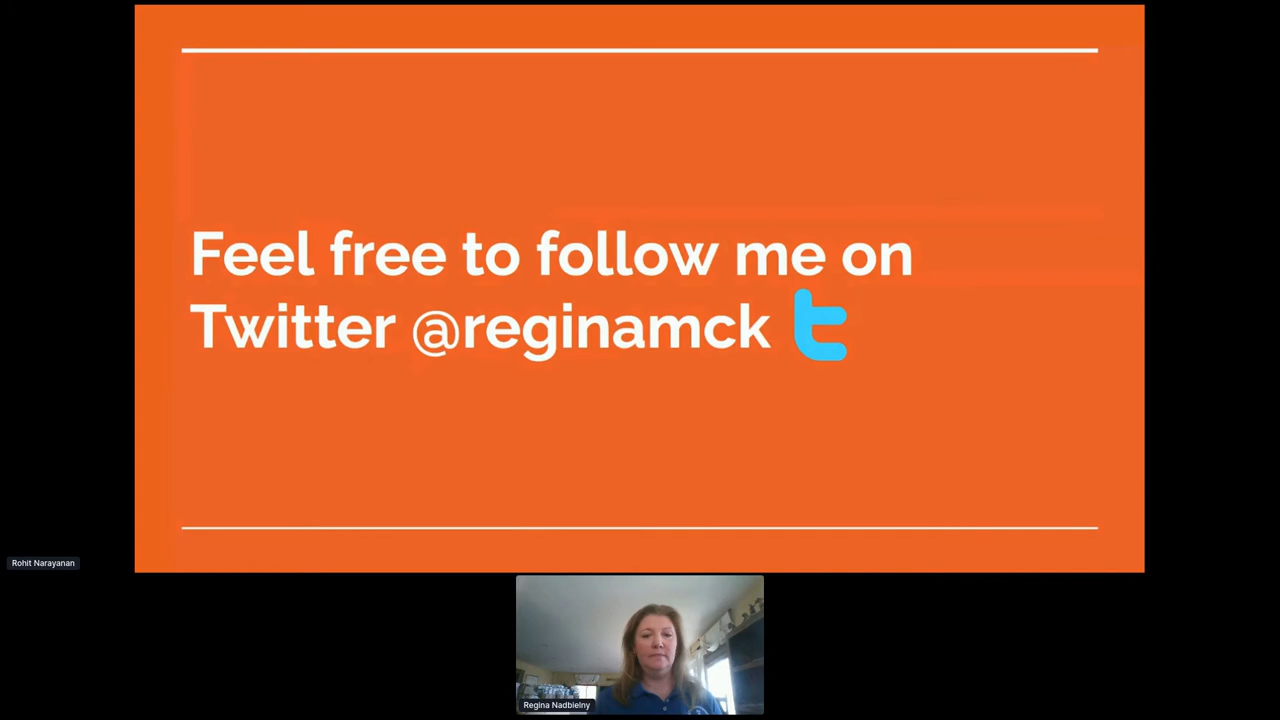 Feel free to follow me on
Twitter @reginamck
Rohit Narayanan
Regina Nadbielny